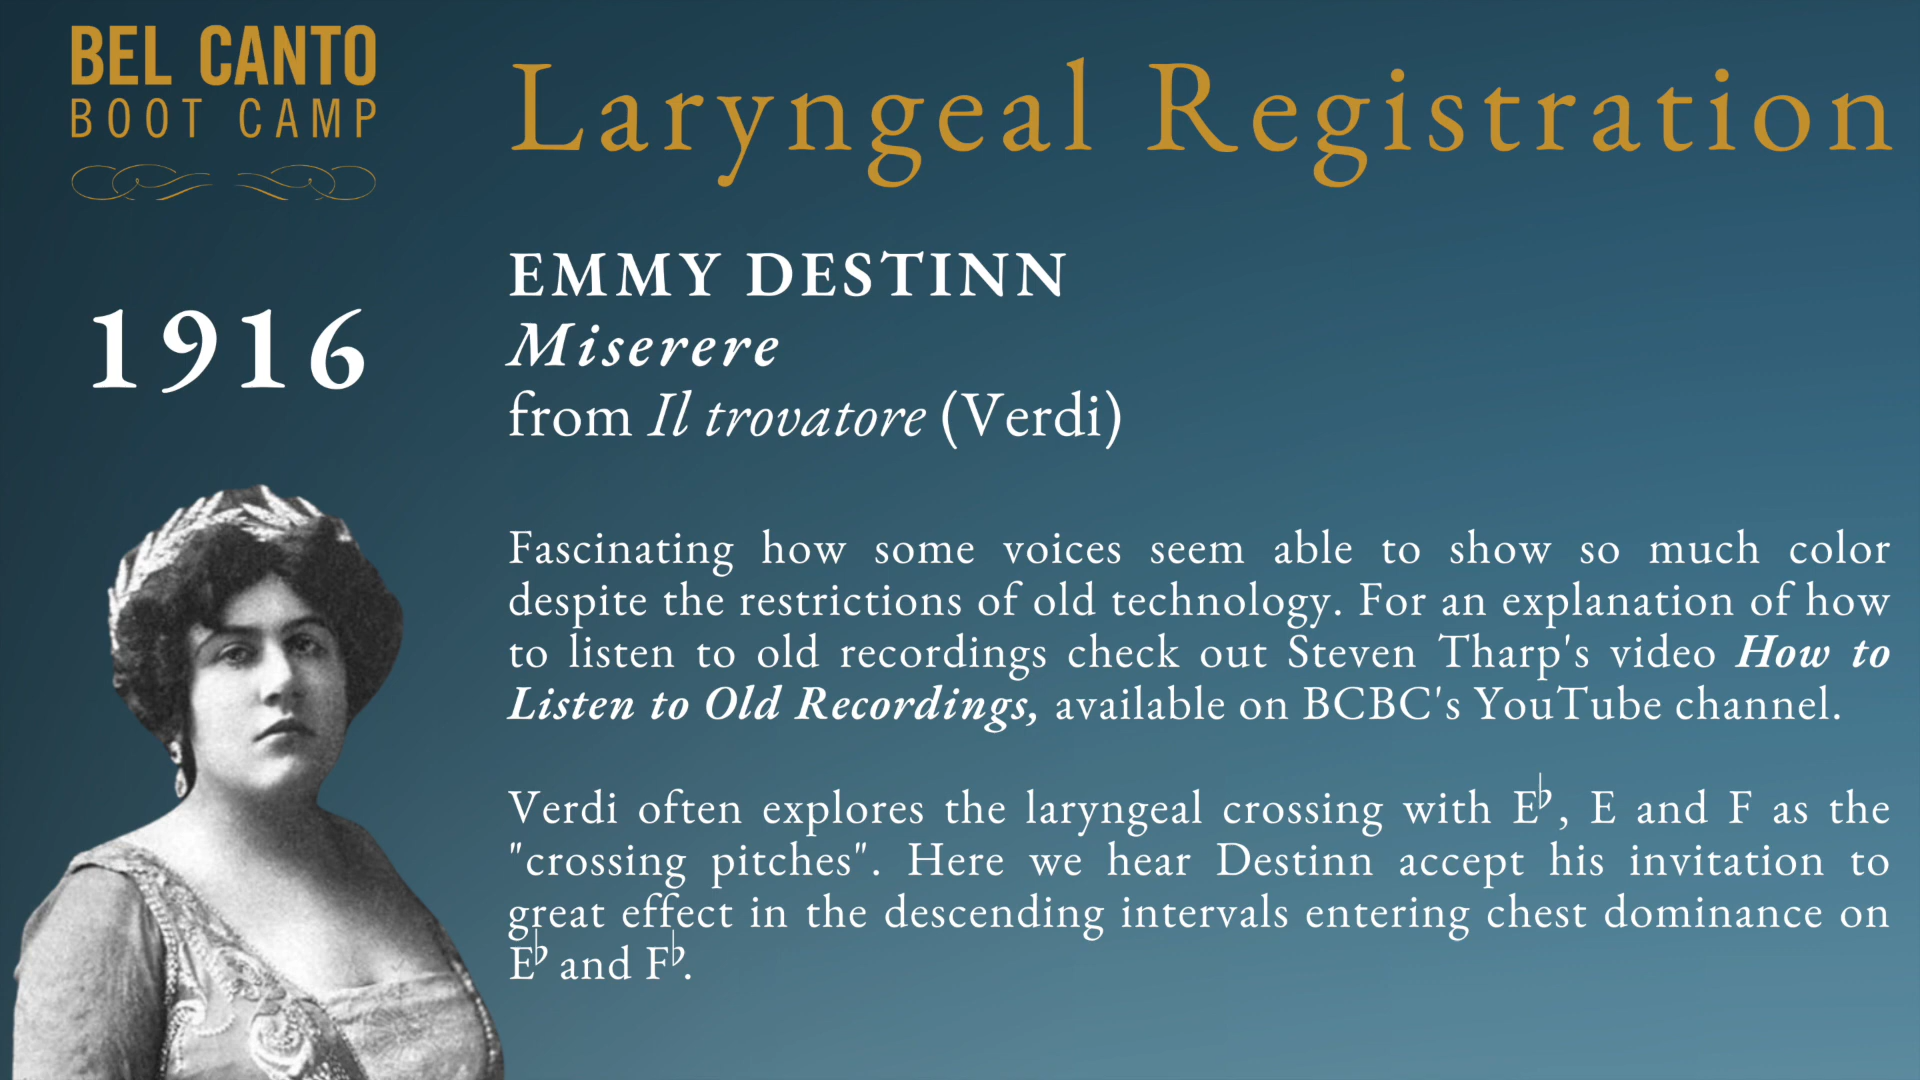 BEL CANTO
BOOT CAMP
Laryngeal Registration
1916
EMMY DESTINN
Miserere
from Il trovatore (Verdi)
Fascinating how some voices seem able to show so much color
despite the restrictions of old technology. For an explanation of how
to listen to old recordings check out Steven Tharp's video How to
Listen to Old Recordings, available on BCBC's YouTube channel.
Verdi often explores the laryngeal crossing with E♭, E and F as the
"crossing pitches". Here we hear Destinn accept his invitation to
great effect in the descending intervals entering chest dominance on
E♭ and F♭.